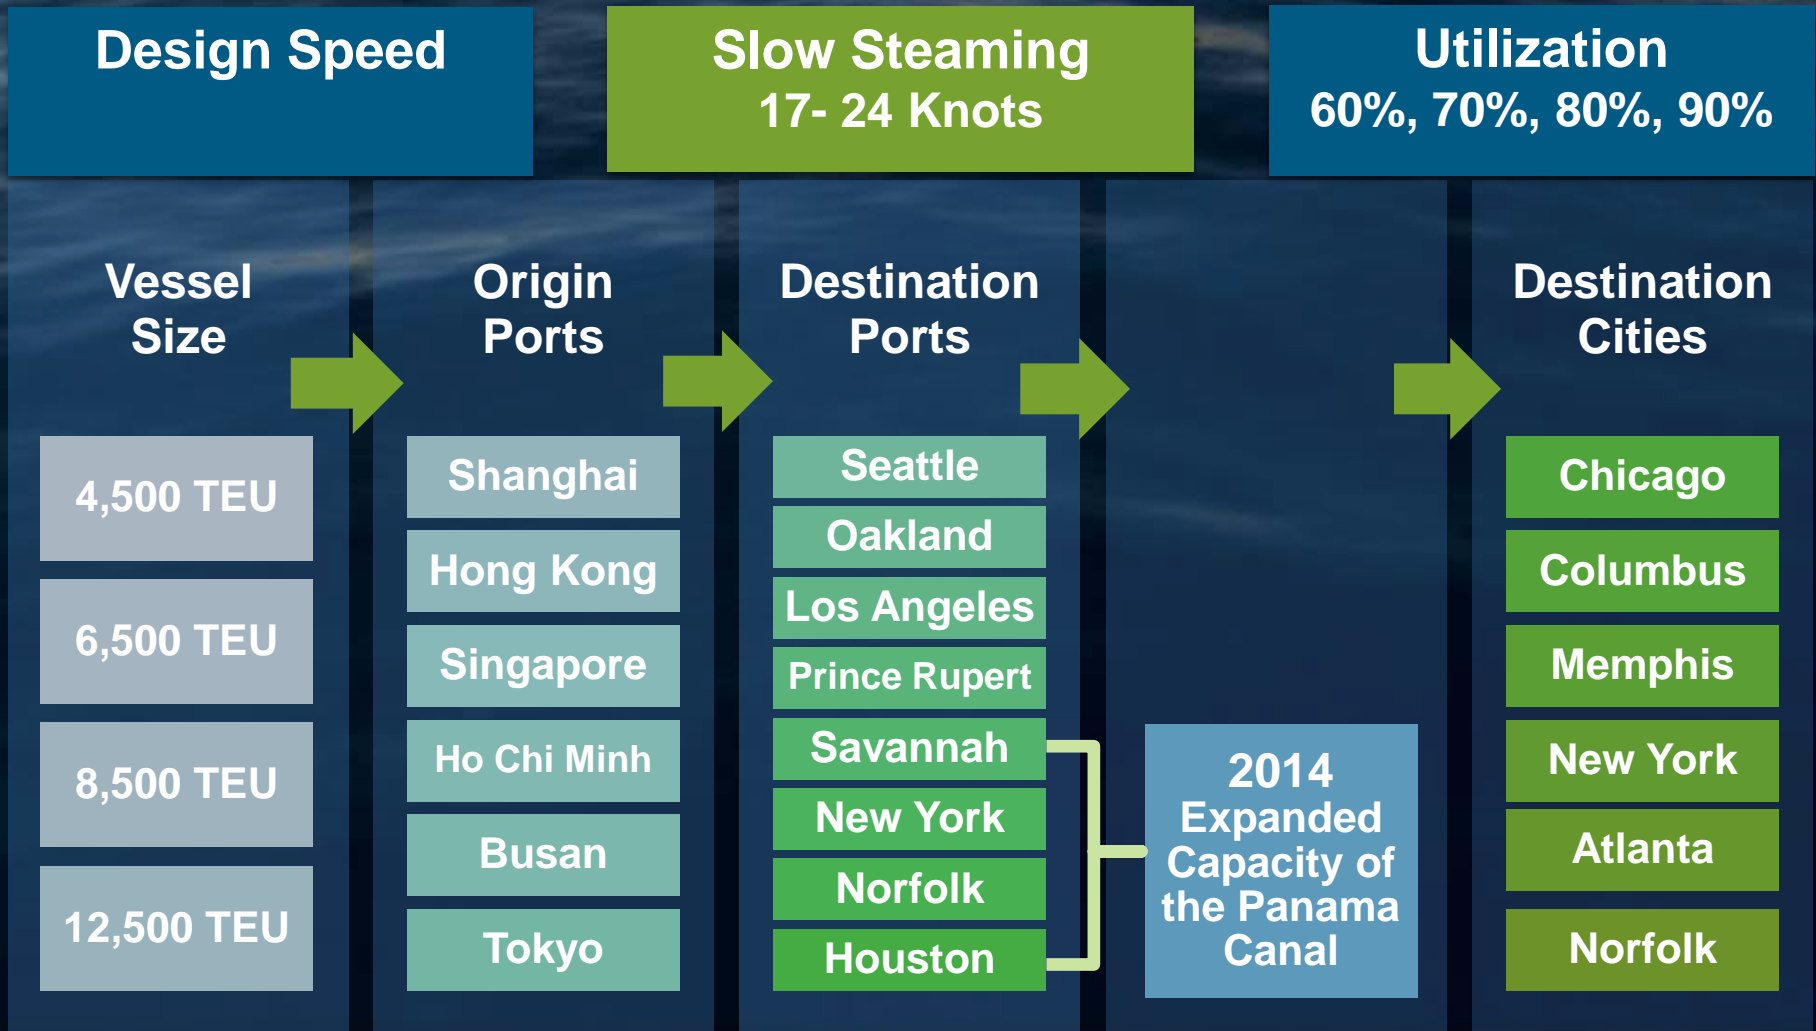 Design Speed
Slow Steaming
17- 24 Knots
Utilization
60%, 70%, 80%, 90%
Vessel
Size
4,500 TEU
6,500 TEU
8,500 TEU
12,500 TEU
Origin
Ports
Shanghai
Hong Kong
Singapore
Ho Chi Minh
Busan
Tokyo
Destination
Ports
Seattle
Oakland
Los Angeles
Prince Rupert
Savannah
New York
Norfolk
Houston
2014
Expanded
Capacity of
the Panama
Canal
Destination
Cities
Chicago
Columbus
Memphis
New York
Atlanta
Norfolk